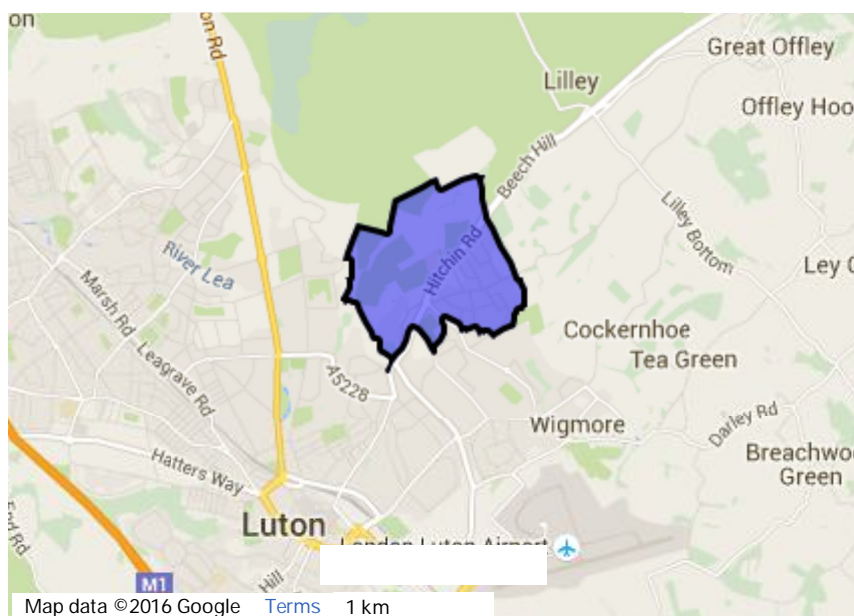 on
on Rd
Great Offley
Lilley
Offley Hoo
Beech Hill
Lilley Bottom
Hitchin Rd
River Lea
Ley G
Marsh Rd
Cockernhoe
Tea Green
Leagrave Rd
A5228
Wigmore
Darley Rd
Breachwoo
Green
Hatters Way
Luton
London Luton Airport
End Rd
Hill
M1
Map data ©2016 Google Terms 1 km